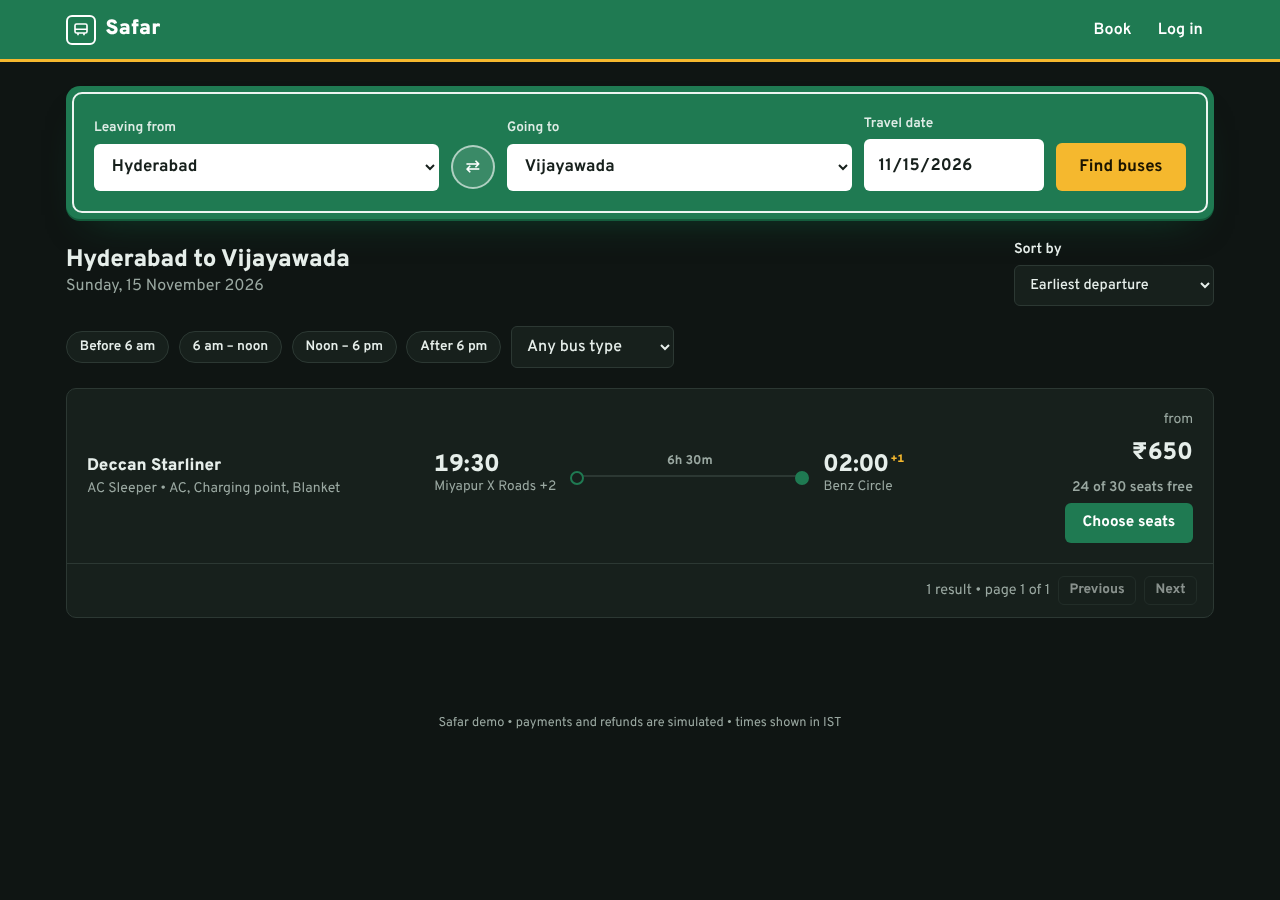 Safar
Book Log in
Leaving from Going to Travel date
Hyderabad ⇄ Vijayawada 11/15/2026 Find buses
Hyderabad to Vijayawada
Sunday, 15 November 2026
Sort by
Earliest departure
Before 6 am 6 am – noon Noon – 6 pm After 6 pm Any bus type
Deccan Starliner
AC Sleeper • AC, Charging point, Blanket
19:30
Miyapur X Roads +2
6h 30m
02:00 +1
Benz Circle
from
₹650
24 of 30 seats free
Choose seats
1 result • page 1 of 1 Previous Next
Safar demo • payments and refunds are simulated • times shown in IST